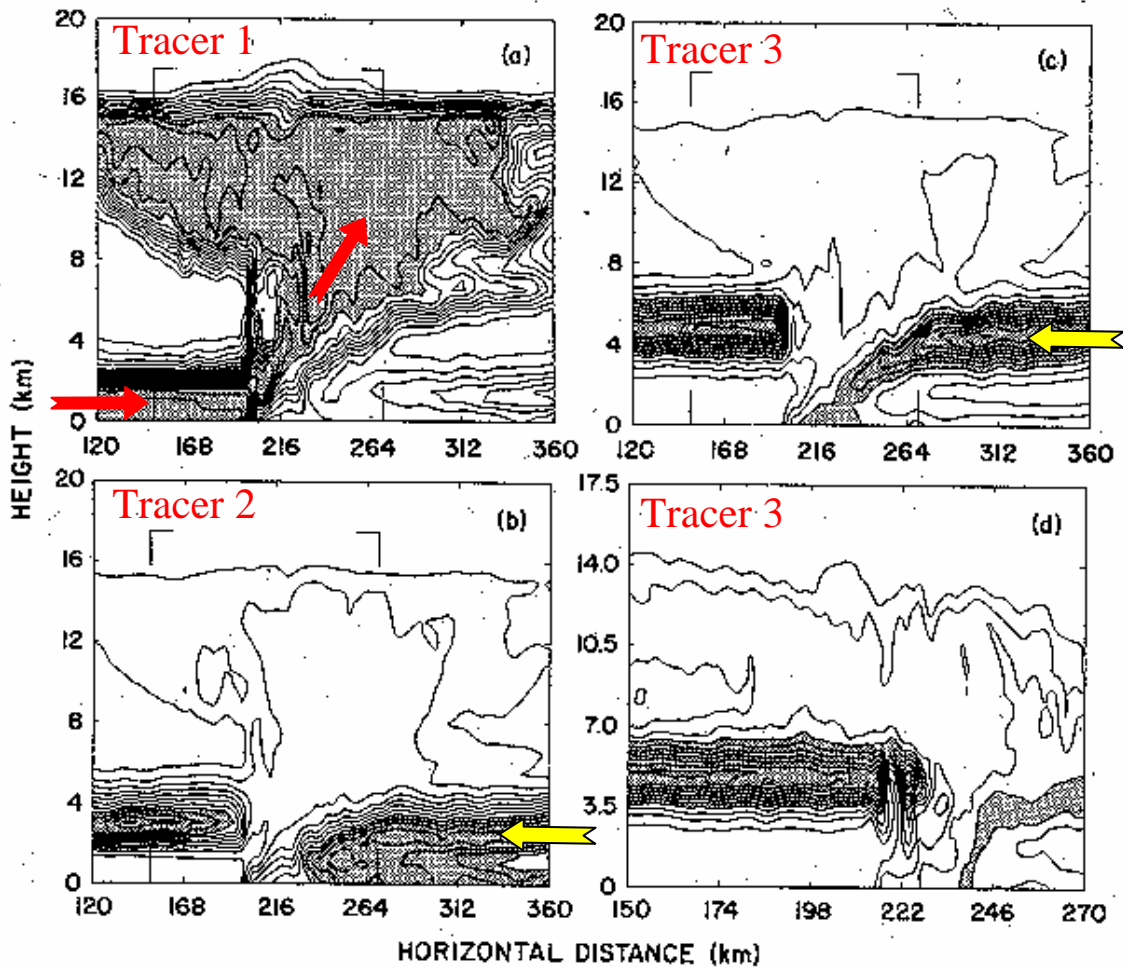 Tracer 1
(a)
20
16
12
8
4
0
120 168 216 264 312 360
Tracer 3
(c)
20
16
12
8
4
0
120 168 216 264 312 360
Tracer 2
(b)
20
16
12
8
4
0
120 168 216 264 312 360
Tracer 3
(d)
17.5
14.0
10.5
7.0
3.5
0
150 174 198 222 246 270
HEIGHT (km)
HORIZONTAL DISTANCE (km)